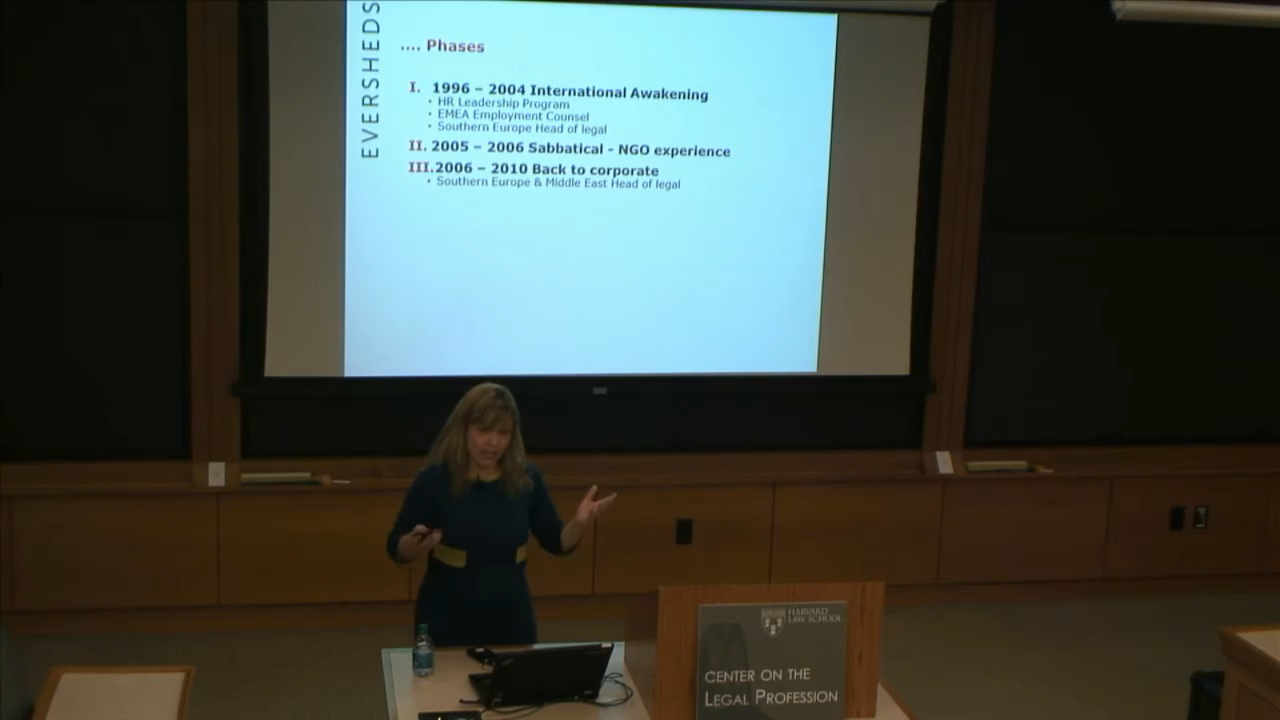 EVERSHEDS
.... Phases
I. 1996 – 2004 International Awakening
• HR Leadership Program
• EMEA Employment Counsel
• Southern Europe Head of legal
II. 2005 – 2006 Sabbatical - NGO experience
III.2006 – 2010 Back to corporate
• Southern Europe & Middle East Head of legal
HARVARD
LAW SCHOOL
CENTER ON THE
LEGAL PROFESSION